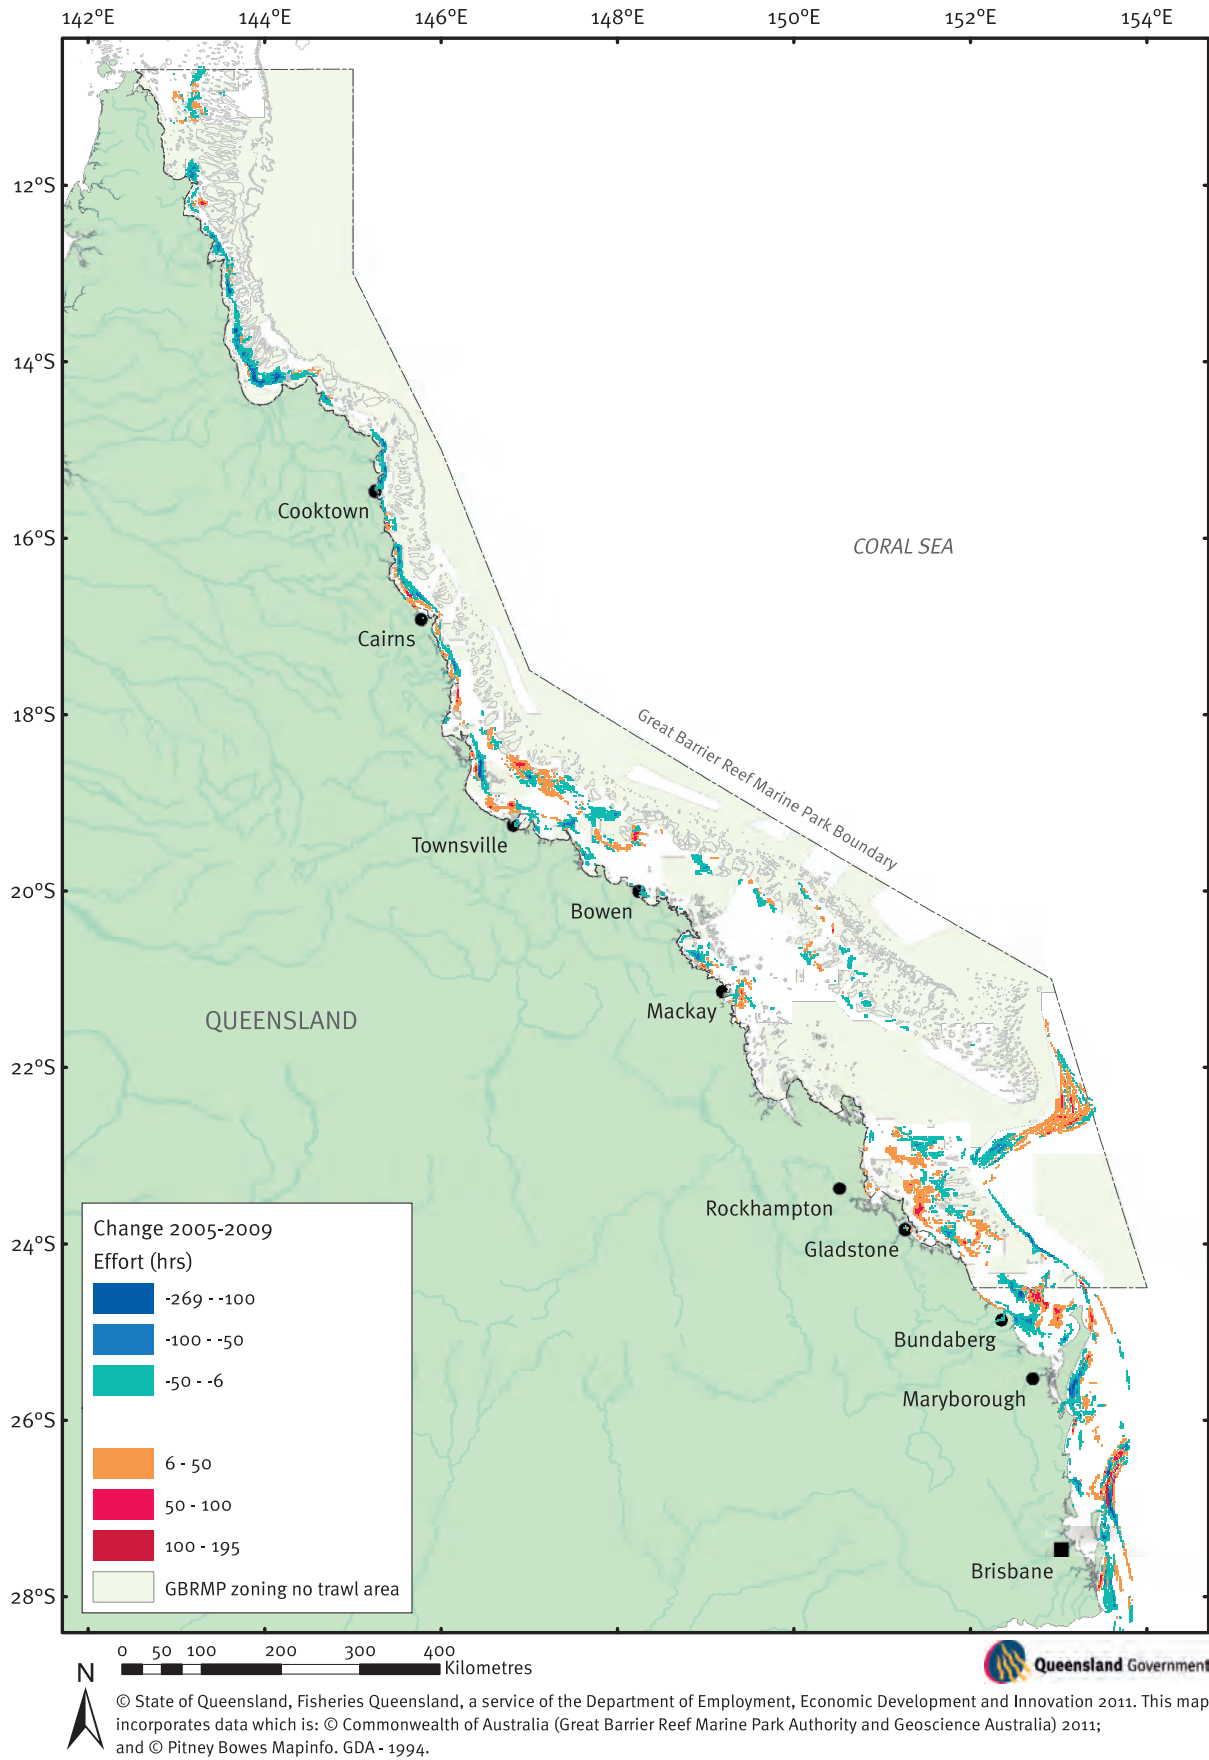 142°E 144°E 146°E 148°E 150°E 152°E 154°E
12°S
14°S
16°S
18°S
20°S
22°S
24°S
26°S
28°S
Cooktown
CORAL SEA
Cairns
Great Barrier Reef Marine Park Boundary
Townsville
Bowen
Mackay
QUEENSLAND
Rockhampton
Gladstone
Bundaberg
Maryborough
Brisbane
Change 2005-2009
Effort (hrs)
-269 - -100
-100 - -50
-50 - -6
6 - 50
50 - 100
100 - 195
GBRMP zoning no trawl area
0 50 100 200 300 400
Kilometres
N
Queensland Government
© State of Queensland, Fisheries Queensland, a service of the Department of Employment, Economic Development and Innovation 2011. This map
incorporates data which is: © Commonwealth of Australia (Great Barrier Reef Marine Park Authority and Geoscience Australia) 2011;
and © Pitney Bowes Mapinfo. GDA - 1994.